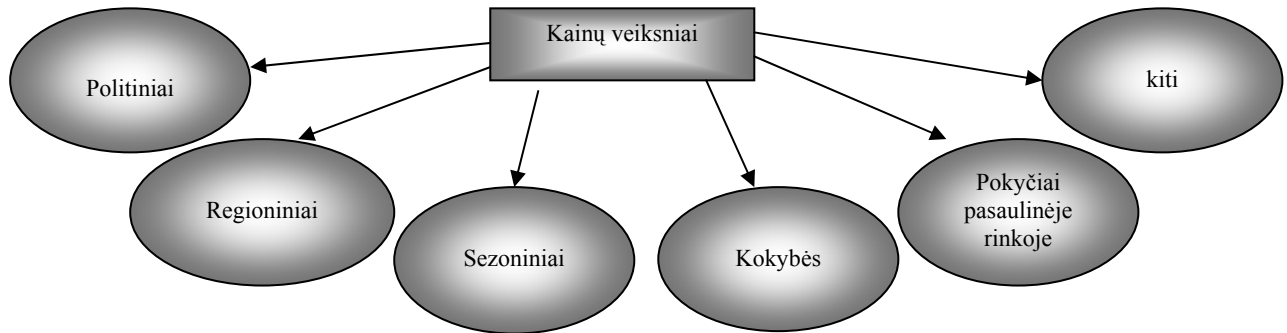 Kainų veiksniai
Politiniai
Regioniniai
Sezoniniai
Kokybės
Pokyčiai
pasaulinėje
rinkoje
kiti